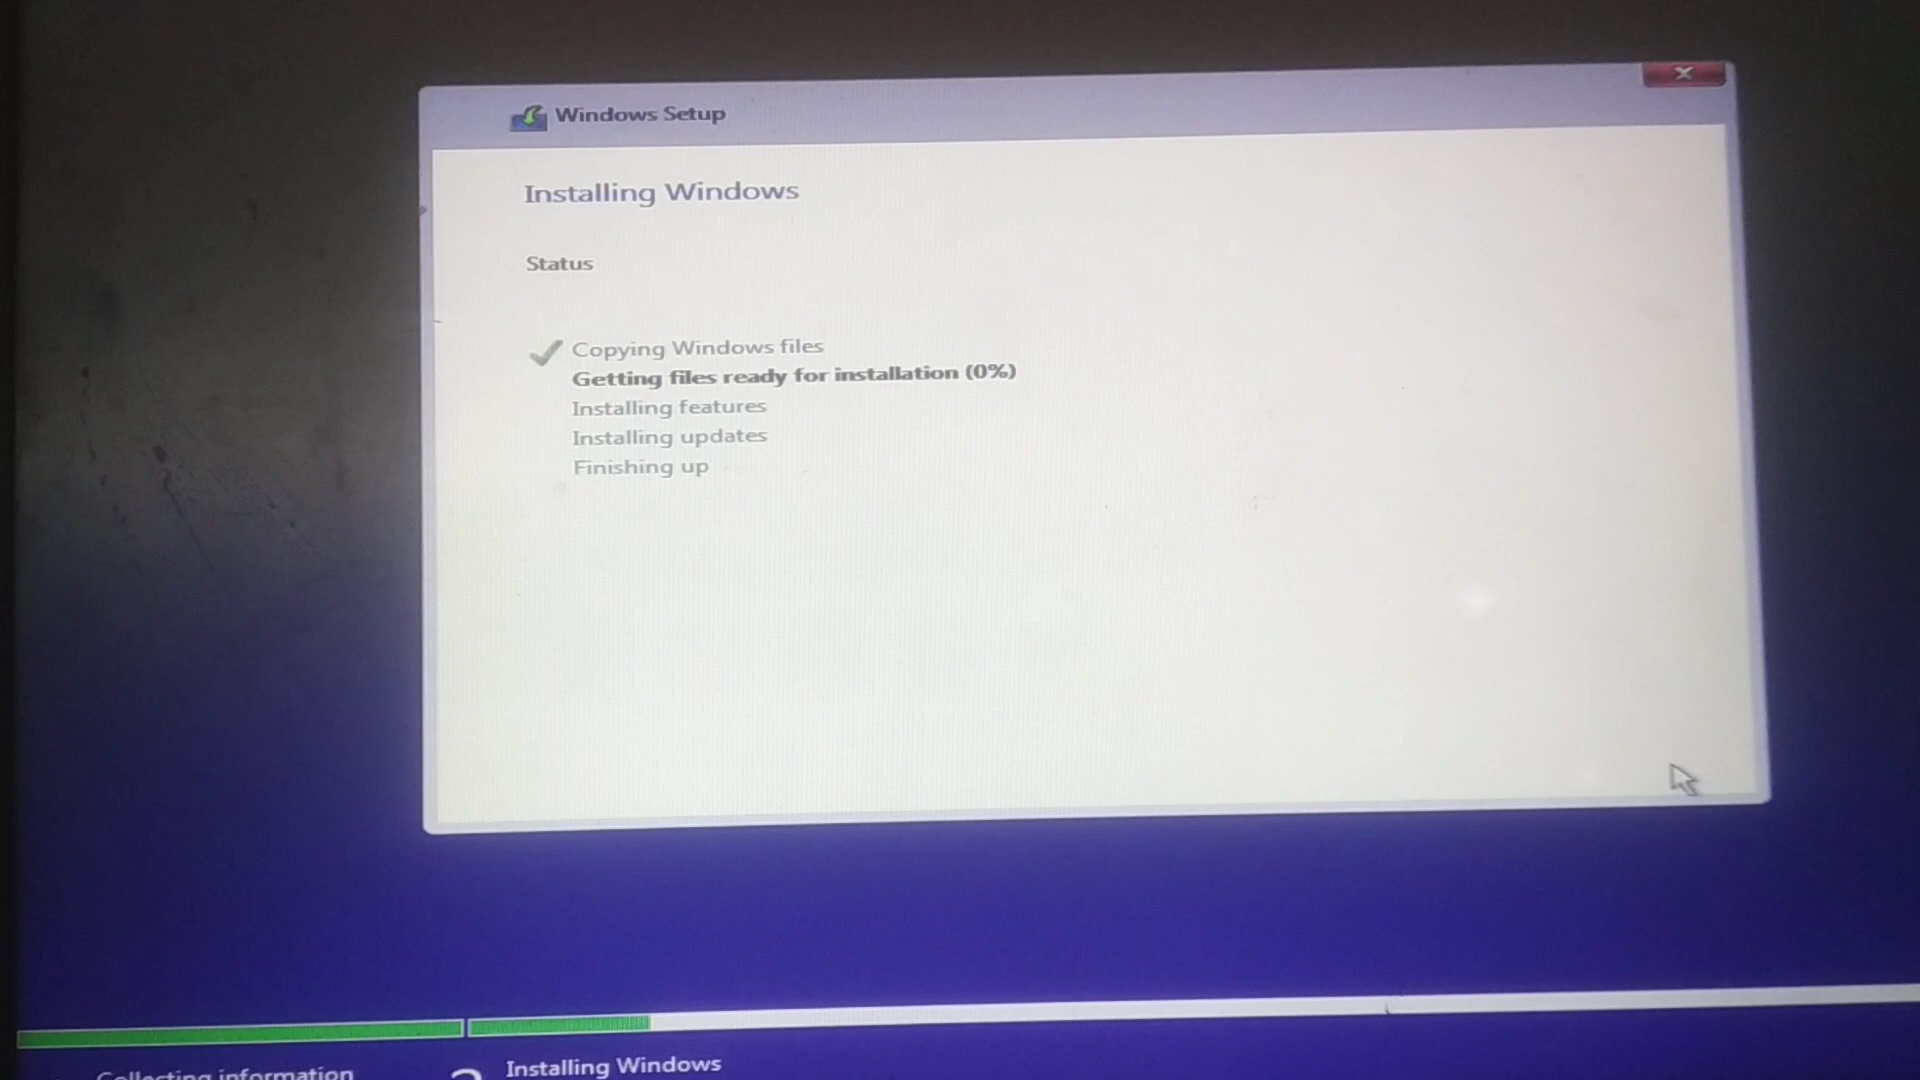 Windows Setup
Installing Windows
Status
Copying Windows files
Getting files ready for installation (0%)
Installing features
Installing updates
Finishing up
Collecting information
2 Installing Windows